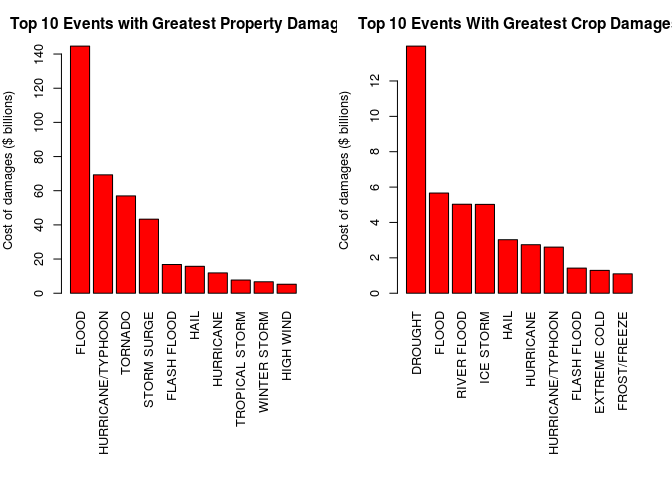 Top 10 Events with Greatest Property Damag
Cost of damages ($ billions)
0
20
40
60
80
100
120
140
FLOOD
HURRICANE/TYPHOON
TORNADO
STORM SURGE
FLASH FLOOD
HAIL
HURRICANE
TROPICAL STORM
WINTER STORM
HIGH WIND
Top 10 Events With Greatest Crop Damage
Cost of damages ($ billions)
0
2
4
6
8
10
12
DROUGHT
FLOOD
RIVER FLOOD
ICE STORM
HAIL
HURRICANE
HURRICANE/TYPHOON
FLASH FLOOD
EXTREME COLD
FROST/FREEZE